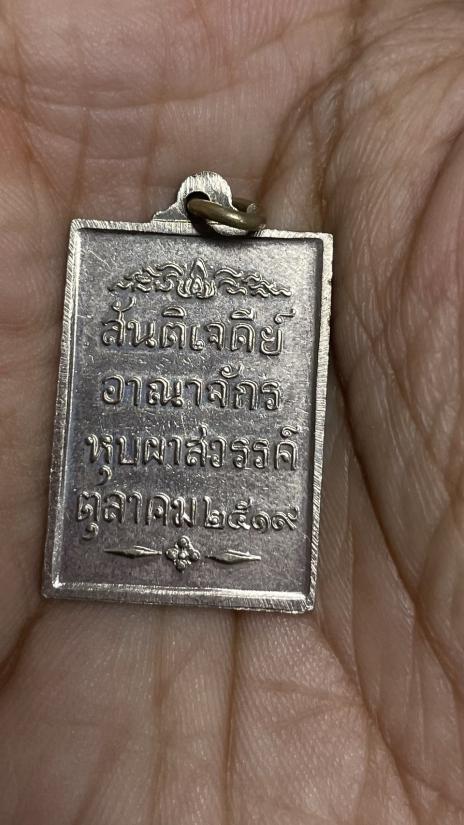 สันติเจดีย์
อาณาจักร
หุบผาสวรรค์
ตุลาคม ๒๕๑๙